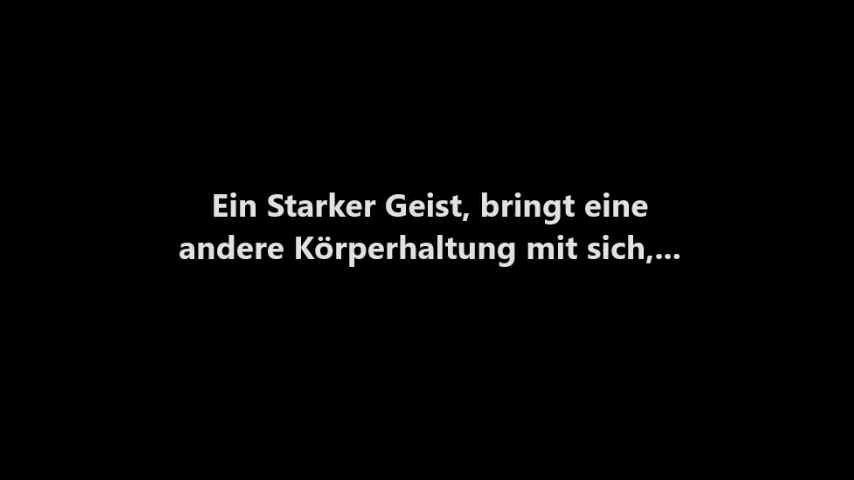 Ein Starker Geist, bringt eine
andere Körperhaltung mit sich,...